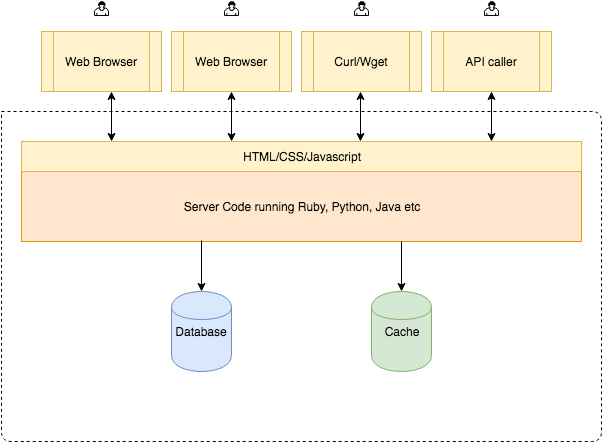 Web Browser
Web Browser
Curl/Wget
API caller
HTML/CSS/Javascript
Server Code running Ruby, Python, Java etc
Database
Cache